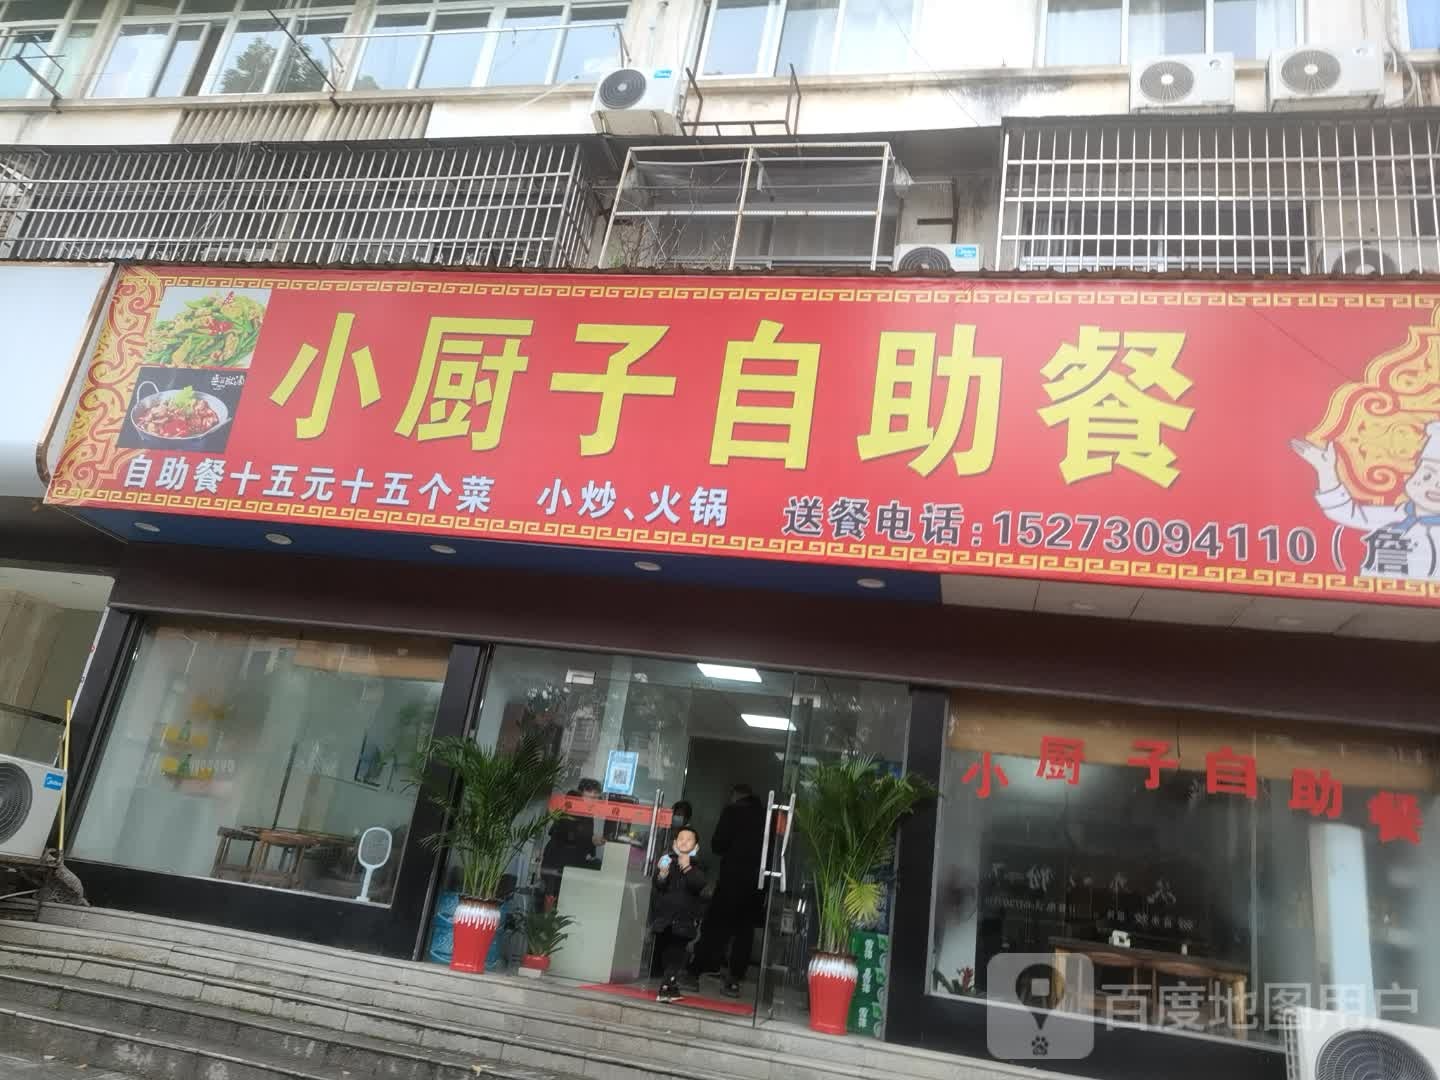 小厨子自助餐
自助餐十五元十五个菜 小炒、火锅 送餐电话:15273094110(詹)
小厨子自助餐
百度地图用户